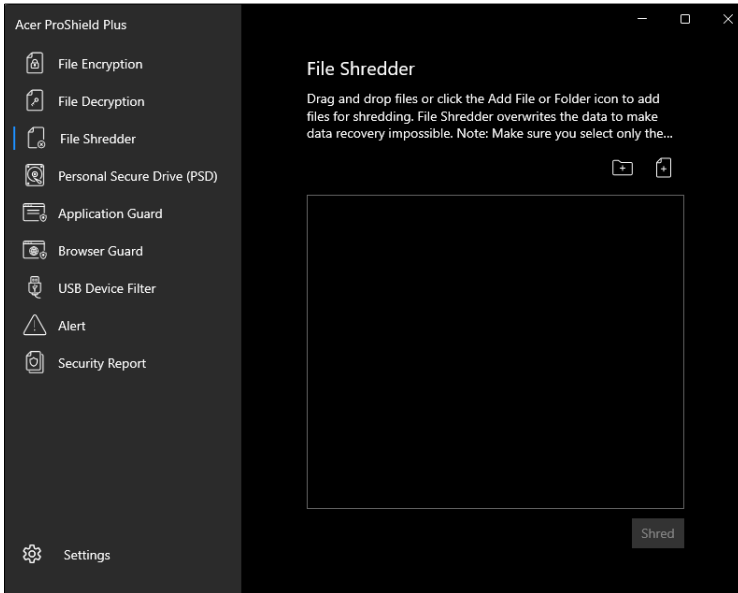 Acer ProShield Plus
File Encryption
File Decryption
File Shredder
Personal Secure Drive (PSD)
Application Guard
Browser Guard
USB Device Filter
Alert
Security Report
Settings
File Shredder
Drag and drop files or click the Add File or Folder icon to add
files for shredding. File Shredder overwrites the data to make
data recovery impossible. Note: Make sure you select only the...
Shred